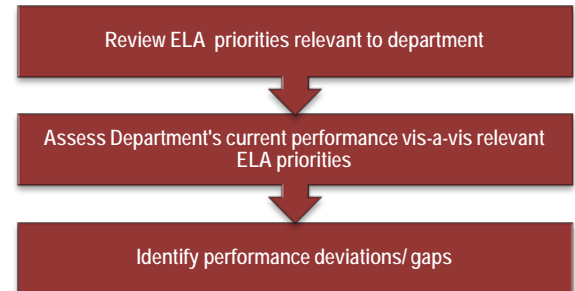 Review ELA priorities relevant to department
Assess Department's current performance vis-a-vis relevant
ELA priorities
Identify performance deviations/ gaps